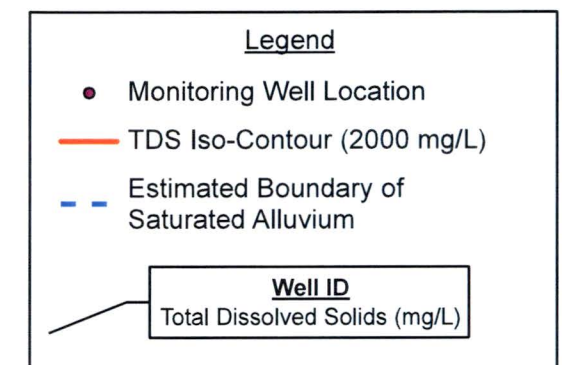 Legend
Monitoring Well Location
TDS Iso-Contour (2000 mg/L)
Estimated Boundary of
Saturated Alluvium
Well ID
Total Dissolved Solids (mg/L)